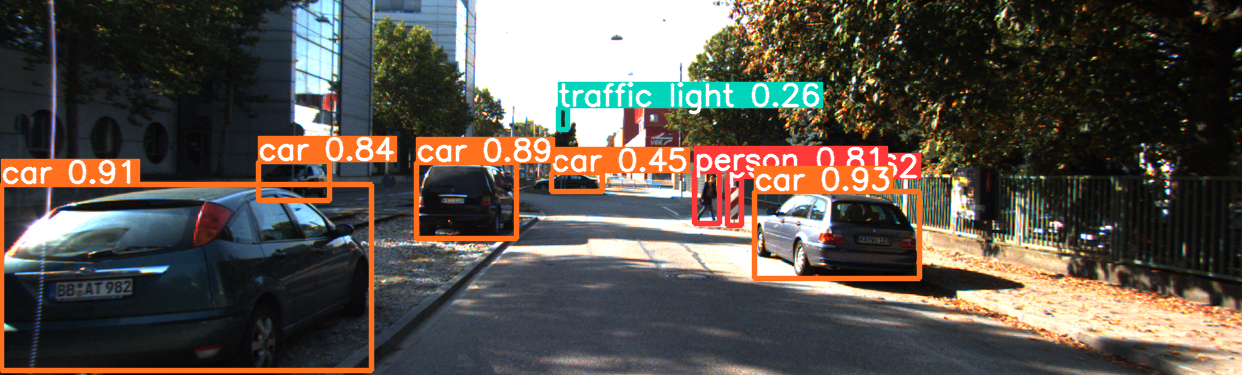 traffic light 0.26
car 0.84
car 0.89
car 0.45
person 0.81
52
car 0.91
car 0.93
BB AT 982